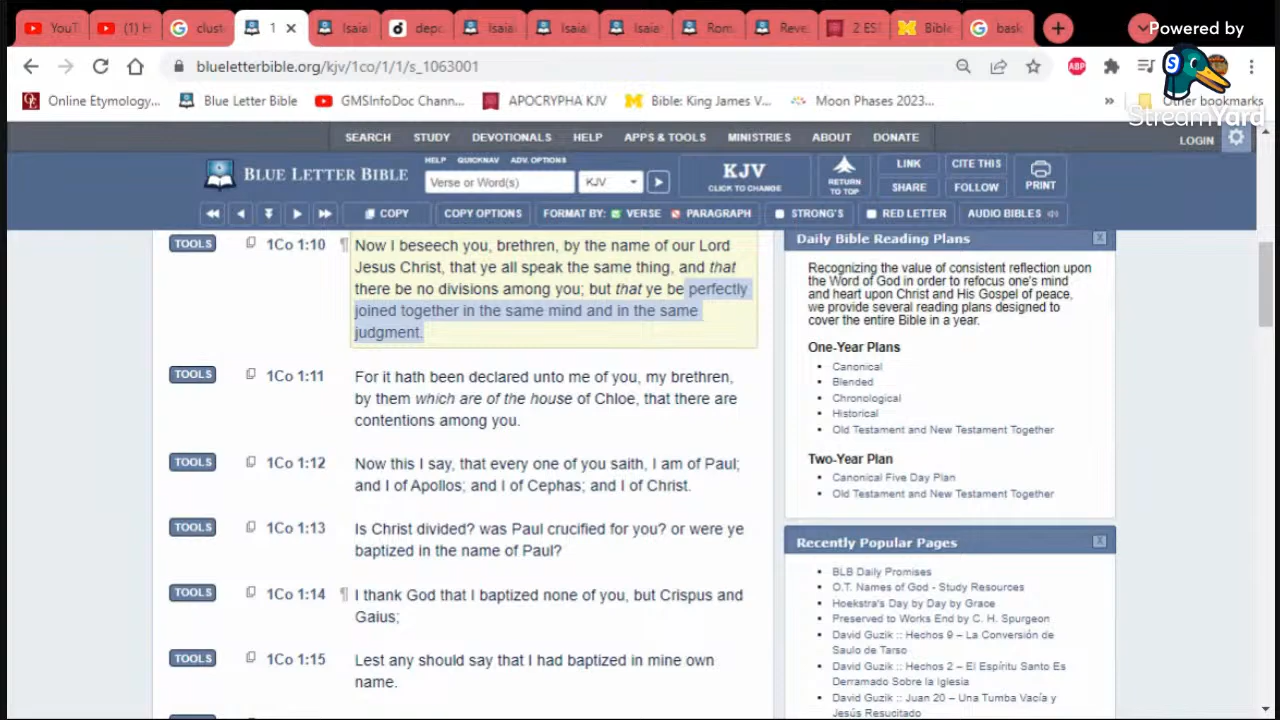 YouT
(1) H
clust
1
Isaia
depo
Isaia
Isaia
Isaia
Rom
Reve
2 ES
Bible
bask
Powered by
StreamYard
blueletterbible.org/kjv/1co/1/1/s_1063001
ABP
Online Etymology...
Blue Letter Bible
GMSInfoDoc Chann...
APOCRYPHA KJV
Bible: King James V...
Moon Phases 2023...
»
Other bookmarks
SEARCH
STUDY
DEVOTIONALS
HELP
APPS & TOOLS
MINISTRIES
ABOUT
DONATE
LOGIN
BLUE LETTER BIBLE
HELP QUICKNAV ADV. OPTIONS
Verse or Word(s)
KJV
KJV
CLICK TO CHANGE
RETURN
TO TOP
LINK
SHARE
CITE THIS
FOLLOW
PRINT
COPY
COPY OPTIONS
FORMAT BY: VERSE PARAGRAPH
STRONG'S
RED LETTER
AUDIO BIBLES
TOOLS 1Co 1:10 ¶ Now I beseech you, brethren, by the name of our Lord
Jesus Christ, that ye all speak the same thing, and that
there be no divisions among you; but that ye be perfectly
joined together in the same mind and in the same
judgment.
TOOLS 1Co 1:11 For it hath been declared unto me of you, my brethren,
by them which are of the house of Chloe, that there are
contentions among you.
TOOLS 1Co 1:12 Now this I say, that every one of you saith, I am of Paul;
and I of Apollos; and I of Cephas; and I of Christ.
TOOLS 1Co 1:13 Is Christ divided? was Paul crucified for you? or were ye
baptized in the name of Paul?
TOOLS 1Co 1:14 ¶ I thank God that I baptized none of you, but Crispus and
Gaius;
TOOLS 1Co 1:15 Lest any should say that I had baptized in mine own
name.
Daily Bible Reading Plans
X
Recognizing the value of consistent reflection upon
the Word of God in order to refocus one's mind
and heart upon Christ and His Gospel of peace,
we provide several reading plans designed to
cover the entire Bible in a year.
One-Year Plans
Canonical
Blended
Chronological
Historical
Old Testament and New Testament Together
Two-Year Plan
Canonical Five Day Plan
Old Testament and New Testament Together
Recently Popular Pages
X
BLB Daily Promises
O.T. Names of God - Study Resources
Hoekstra's Day by Day by Grace
Preserved to Works End by C. H. Spurgeon
David Guzik :: Hechos 9 – La Conversión de
Saulo de Tarso
David Guzik :: Hechos 2 – El Espíritu Santo Es
Derramado Sobre la Iglesia
David Guzik :: Juan 20 – Una Tumba Vacía y
Jesús Resucitado